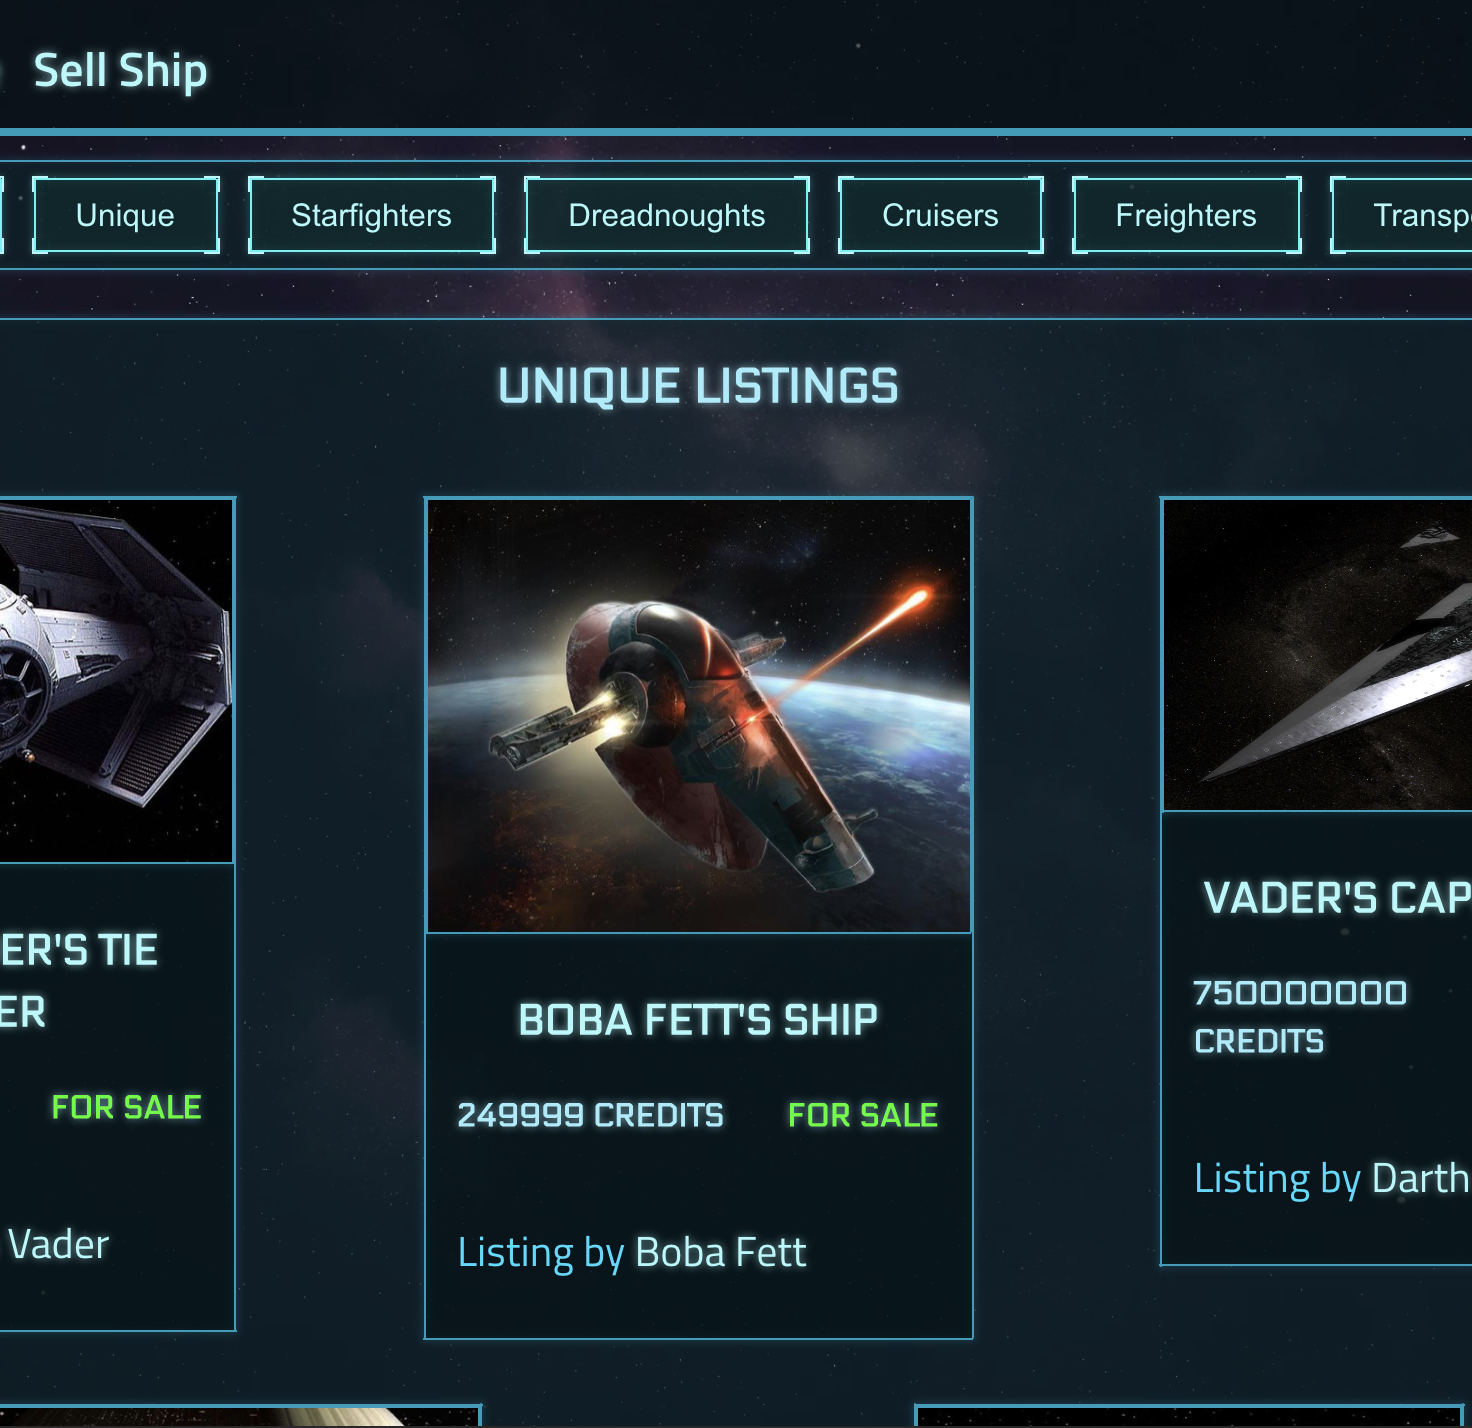 Sell Ship
Unique
Starfighters
Dreadnoughts
Cruisers
Freighters
Transp
UNIQUE LISTINGS
ER'S TIE
ER
FOR SALE
Vader
BOBA FETT'S SHIP
249999 CREDITS
FOR SALE
Listing by Boba Fett
VADER'S CAP
750000000
CREDITS
Listing by Darth